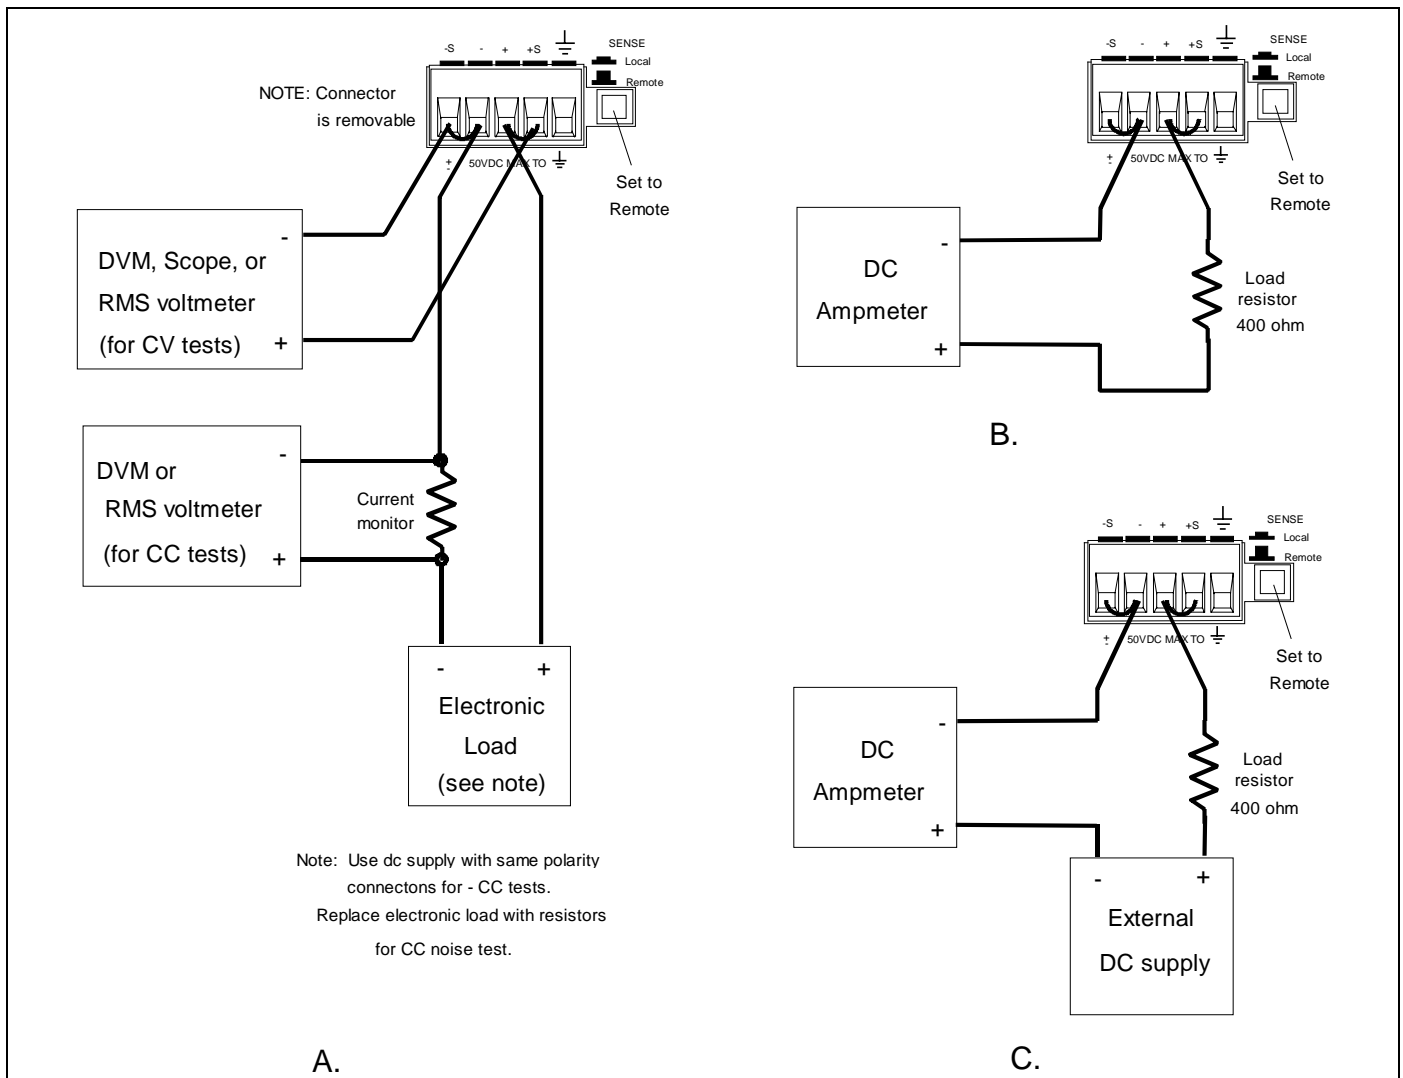 -S - + +S
SENSE
Local
Remote
NOTE: Connector
is removable
+
-
50VDC MAX TO
Set to
Remote
-
DVM, Scope, or
RMS voltmeter
(for CV tests) +
-
DVM or
RMS voltmeter
(for CC tests) +
Current
monitor
- +
Electronic
Load
(see note)
Note: Use dc supply with same polarity
connectons for - CC tests.
Replace electronic load with resistors
for CC noise test.
A.
-S - + +S
SENSE
Local
Remote
+
-
50VDC MAX TO
Set to
Remote
-
DC
Ampmeter
+
Load
resistor
400 ohm
B.
-S - + +S
SENSE
Local
Remote
+
-
50VDC MAX TO
Set to
Remote
-
DC
Ampmeter
+
Load
resistor
400 ohm
- +
External
DC supply
C.